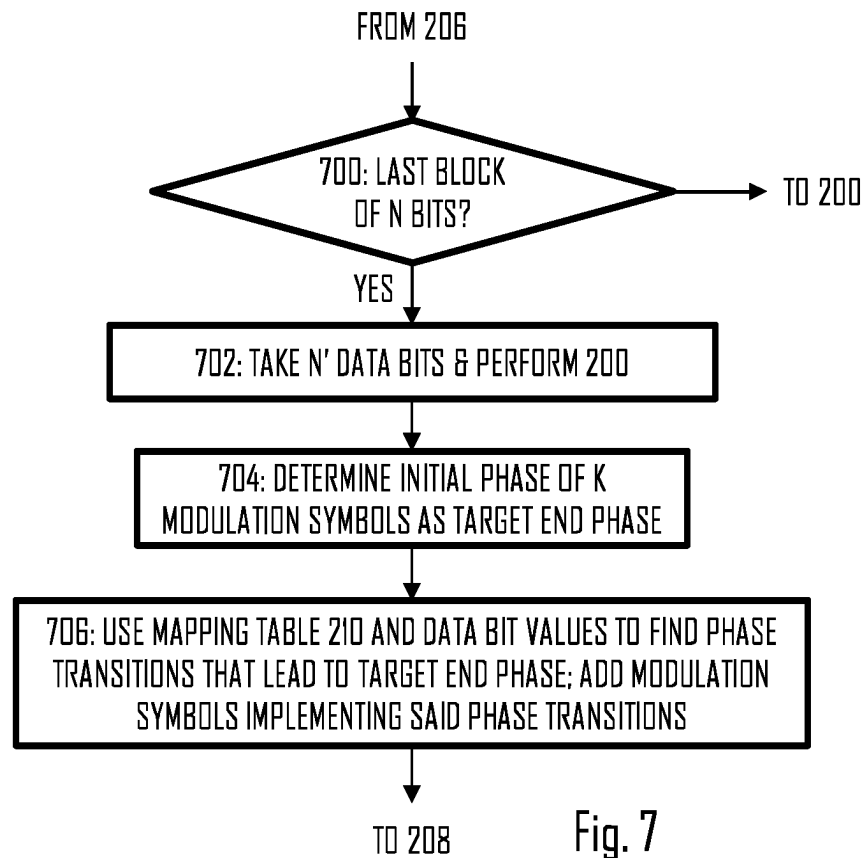 FROM 206
700: LAST BLOCK
OF N BITS?
TO 200
YES
702: TAKE N' DATA BITS & PERFORM 200
704: DETERMINE INITIAL PHASE OF K
MODULATION SYMBOLS AS TARGET END PHASE
706: USE MAPPING TABLE 210 AND DATA BIT VALUES TO FIND PHASE
TRANSITIONS THAT LEAD TO TARGET END PHASE; ADD MODULATION
SYMBOLS IMPLEMENTING SAID PHASE TRANSITIONS
TO 208
Fig. 7